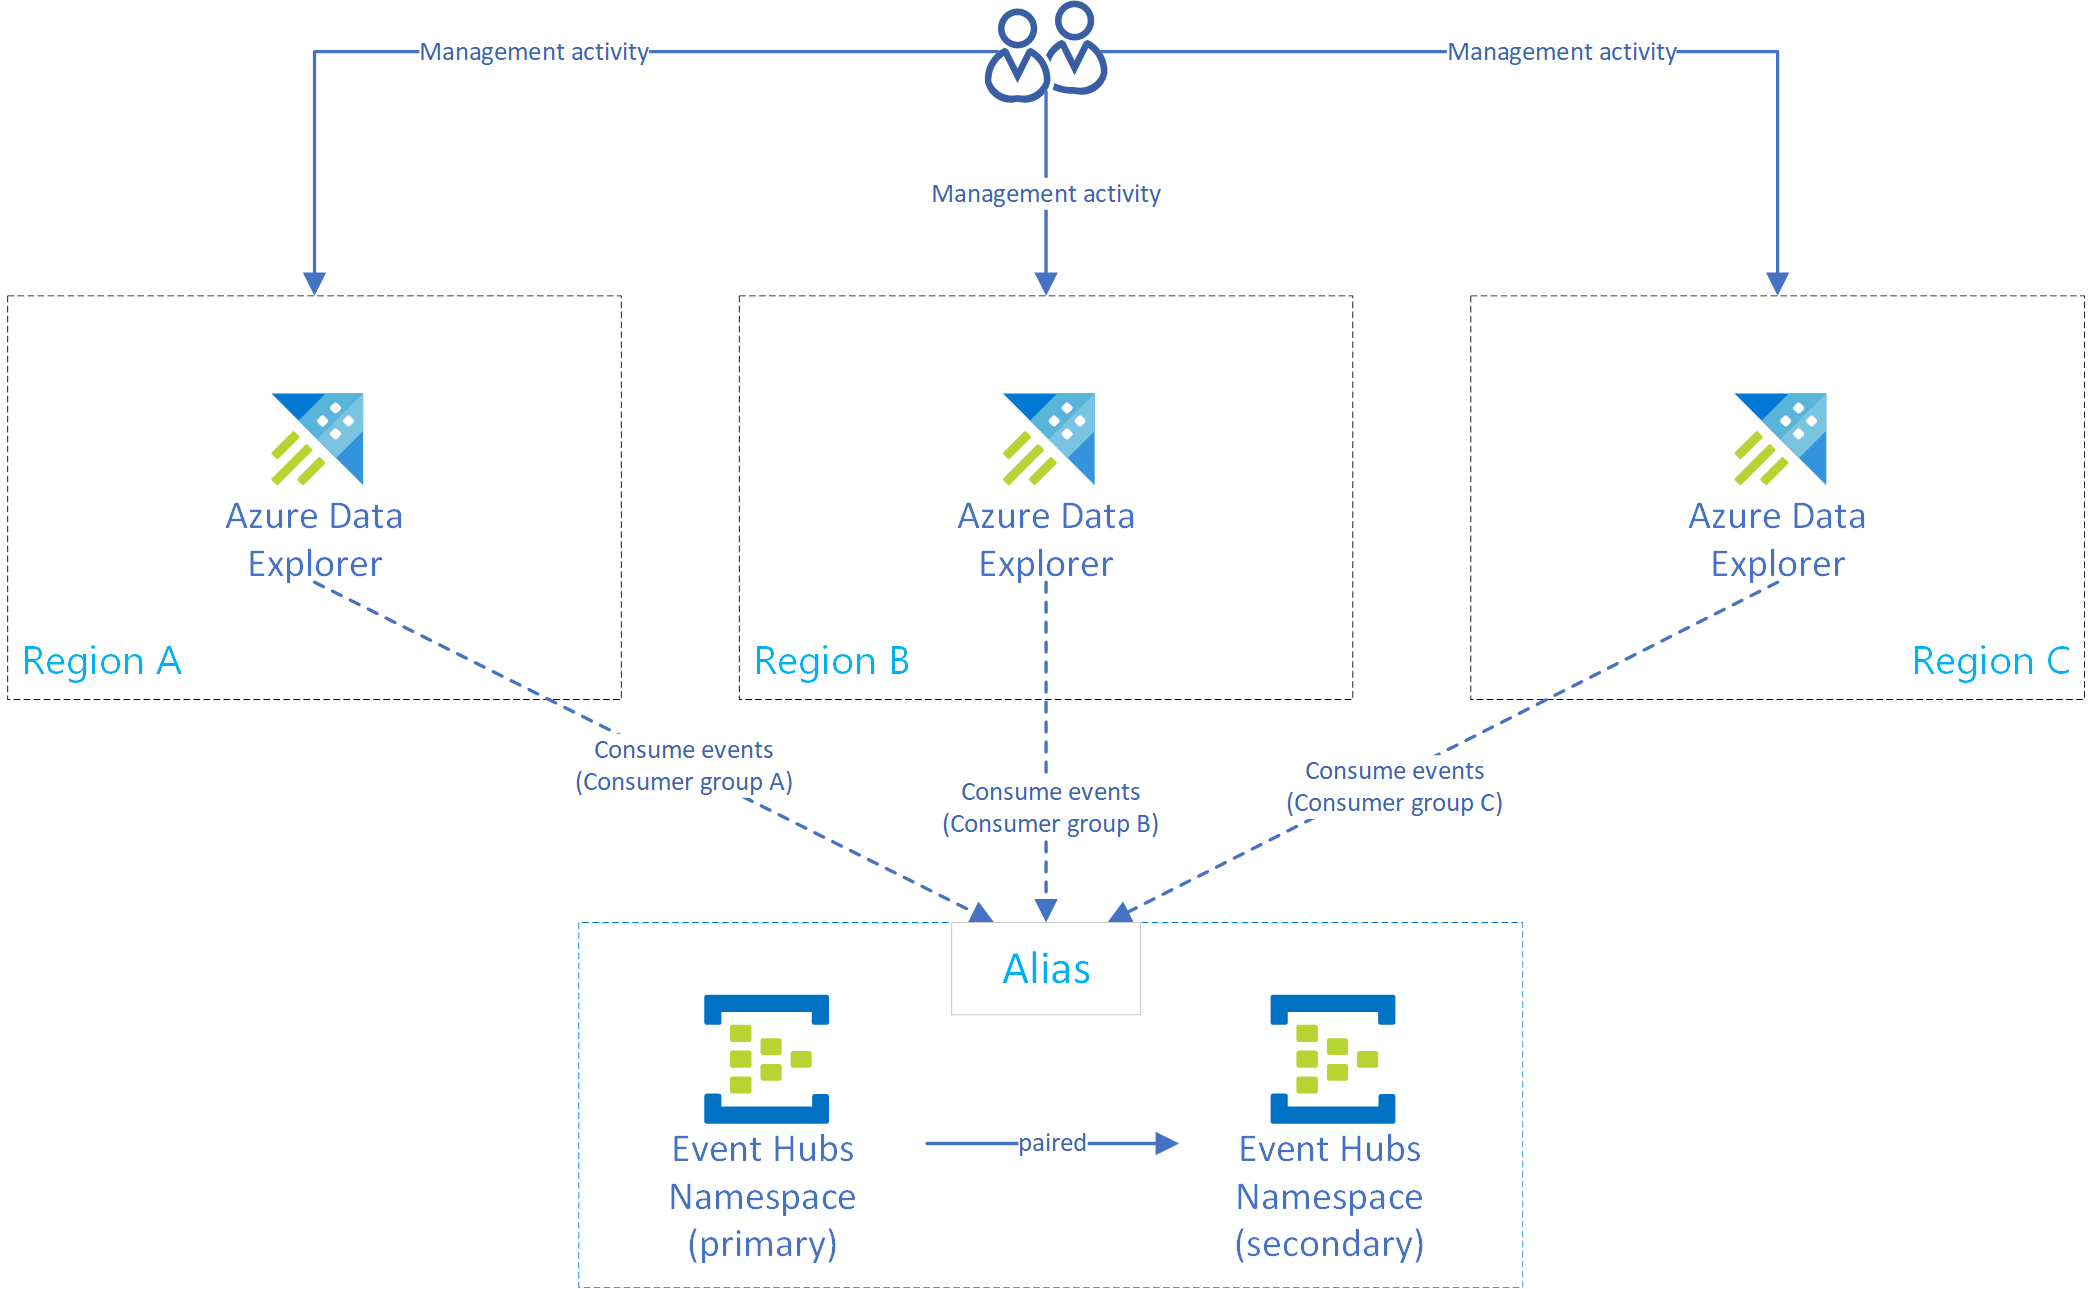 Management activity
Management activity
Management activity
Azure Data
Explorer
Region A
Azure Data
Explorer
Region B
Azure Data
Explorer
Region C
Consume events
(Consumer group A)
Consume events
(Consumer group B)
Consume events
(Consumer group C)
Alias
Event Hubs
Namespace
(primary)
paired
Event Hubs
Namespace
(secondary)